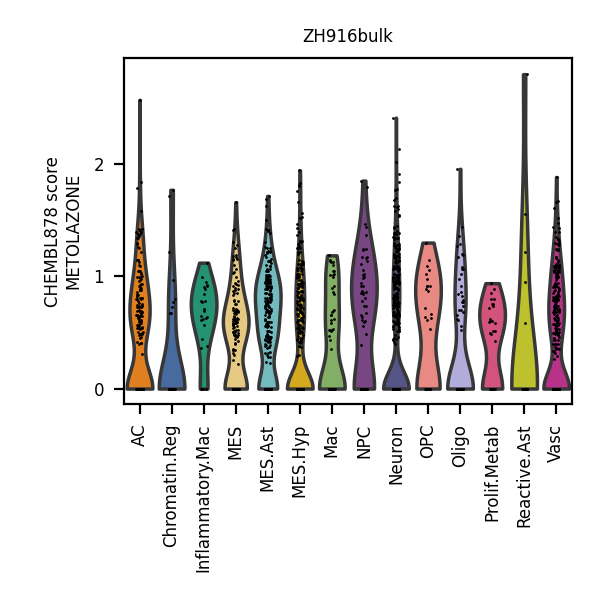 ZH916bulk
CHEMBL878 score
METOLAZONE
2
1
0
AC
Chromatin.Reg
Inflammatory.Mac
MES
MES.Ast
MES.Hyp
Mac
NPC
Neuron
OPC
Oligo
Prolif.Metab
Reactive.Ast
Vasc